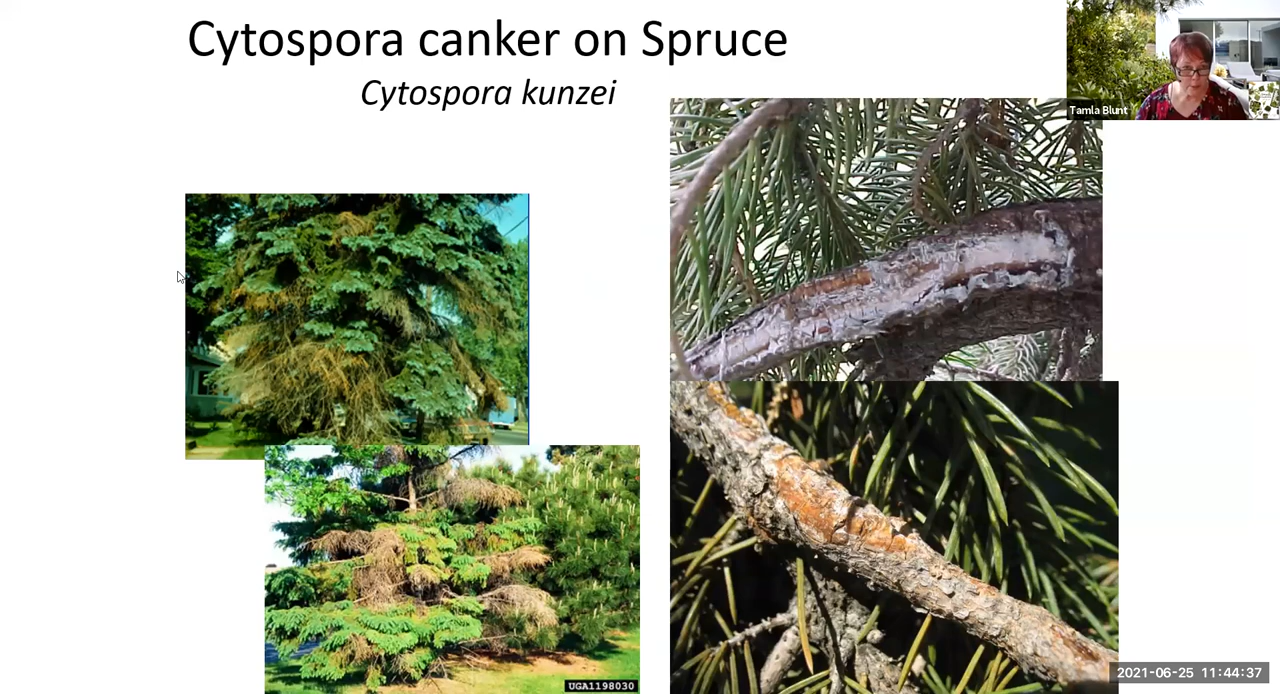 Cytospora canker on Spruce
Cytospora kunzei
Tamla Blunt
UGA1198030
2021-06-25 11:44:37